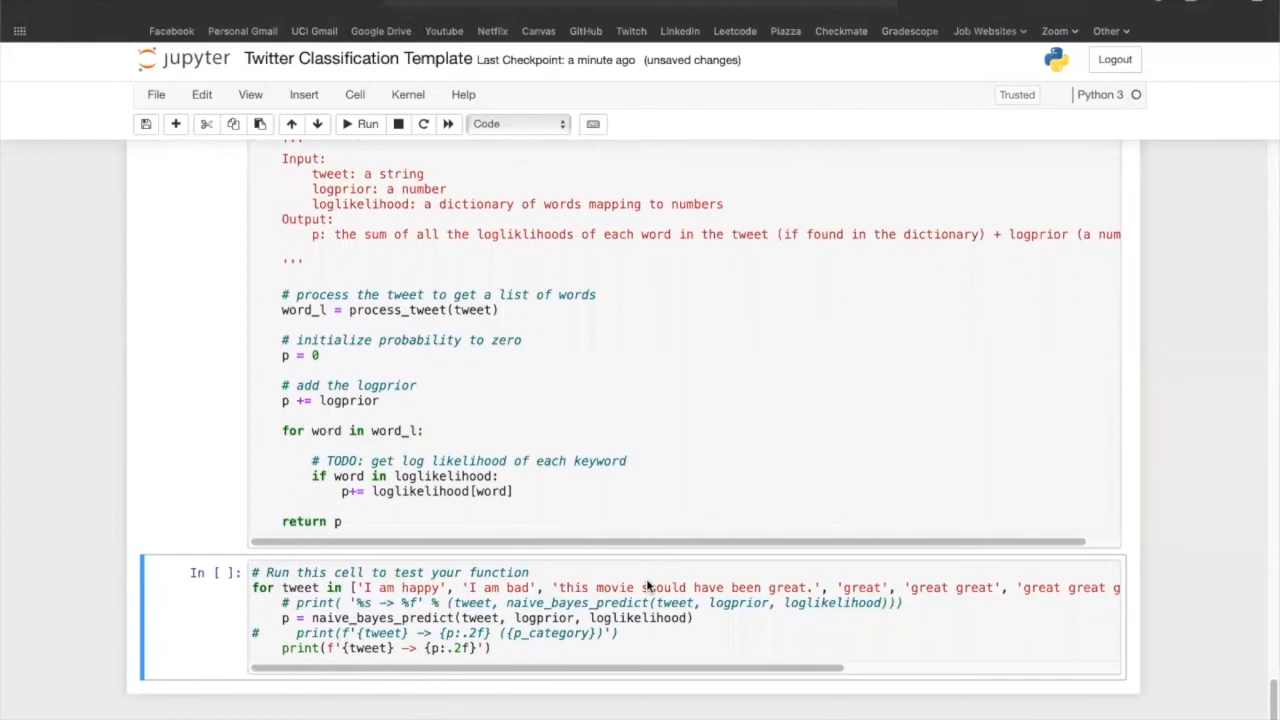 Facebook Personal Gmail UCI Gmail Google Drive Youtube Netflix Canvas GitHub Twitch LinkedIn Leetcode Piazza Checkmate Gradescope Job Websites Zoom Other
jupyter Twitter Classification Template Last Checkpoint: a minute ago (unsaved changes) Logout
File Edit View Insert Cell Kernel Help Trusted Python 3
Run Code
'''
Input:
tweet: a string
logprior: a number
loglikelihood: a dictionary of words mapping to numbers
Output:
p: the sum of all the logliklihoods of each word in the tweet (if found in the dictionary) + logprior (a num
'''
# process the tweet to get a list of words
word_l = process_tweet(tweet)
# initialize probability to zero
p = 0
# add the logprior
p += logprior
for word in word_l:
# TODO: get log likelihood of each keyword
if word in loglikelihood:
p+= loglikelihood[word]
return p
In [ ]: # Run this cell to test your function
for tweet in ['I am happy', 'I am bad', 'this movie should have been great.', 'great', 'great great', 'great great g
# print( '%s -> %f' % (tweet, naive_bayes_predict(tweet, logprior, loglikelihood)))
p = naive_bayes_predict(tweet, logprior, loglikelihood)
# print(f'{tweet} -> {p:.2f} ({p_category})')
print(f'{tweet} -> {p:.2f}')